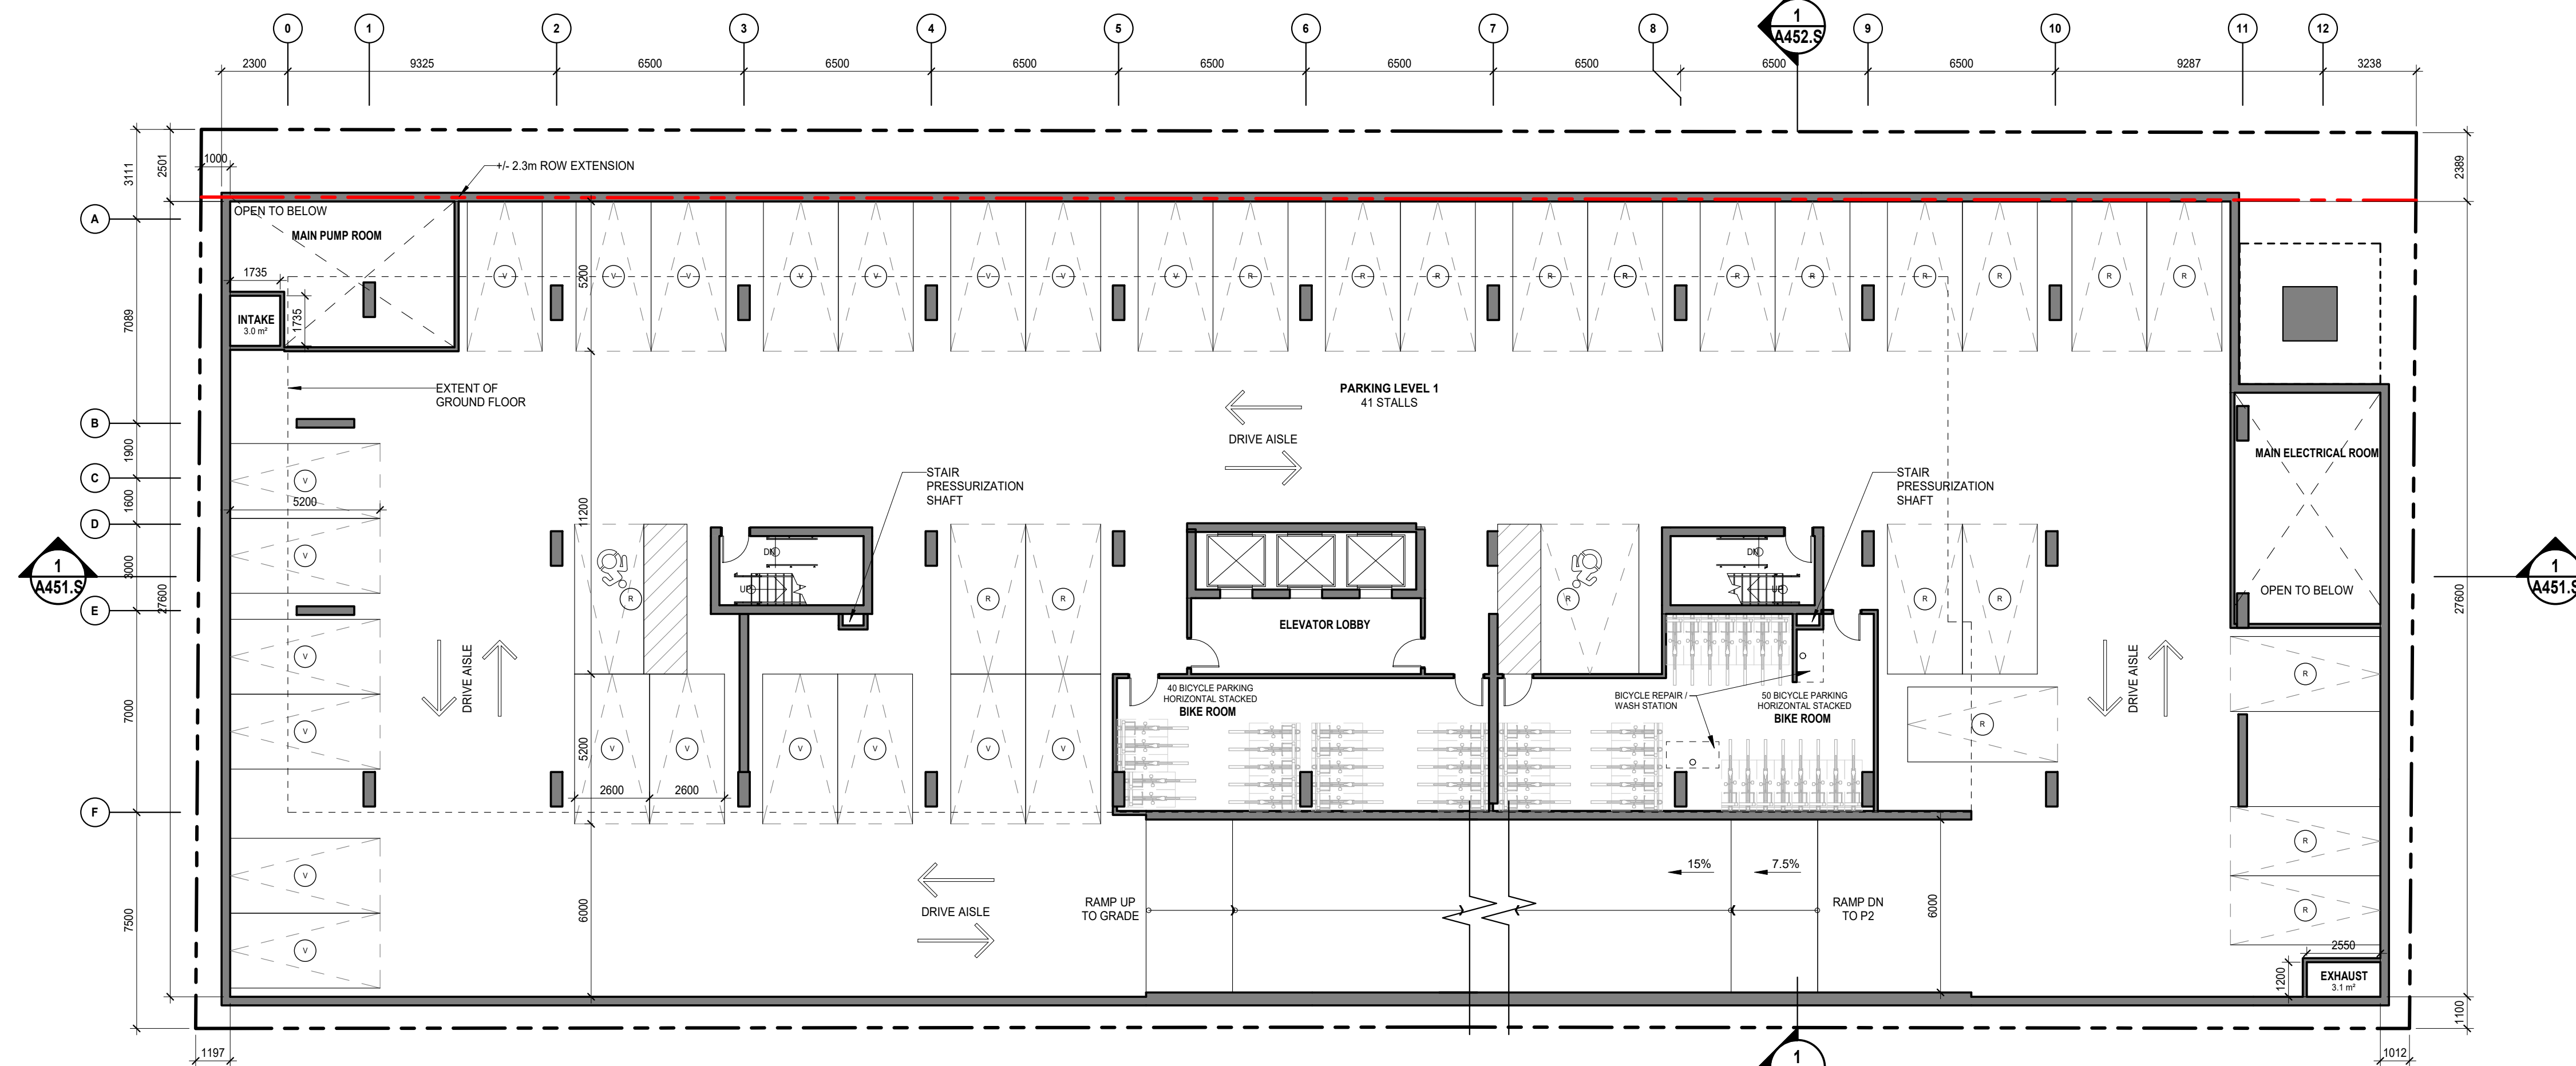 0 1 2 3 4 5 6 7 8 9 10 11 12
1
A452.S
2300 9325 6500 6500 6500 6500 6500 6500 6500 6500 9287 3238
3111
2501
1000
+/- 2.3m ROW EXTENSION
2389
A
OPEN TO BELOW
MAIN PUMP ROOM
1735
V V V V V V V V R R R R R R R R R R R
5200
INTAKE
3.0 m²
1735
7089
EXTENT OF
GROUND FLOOR
PARKING LEVEL 1
41 STALLS
DRIVE AISLE
B
1900
C
1600
D
V
5200
V
11200
STAIR
PRESSURIZATION
SHAFT
STAIR
PRESSURIZATION
SHAFT
MAIN ELECTRICAL ROOM
OPEN TO BELOW
1
A451.S
1
A451.S
3000
27600
27600
E
R
DN
UP
R R
ELEVATOR LOBBY
R
DN
UP
R R
V
V
7000
DRIVE AISLE
DRIVE AISLE
R
40 BICYCLE PARKING
HORIZONTAL STACKED
BIKE ROOM
BICYCLE REPAIR /
WASH STATION
50 BICYCLE PARKING
HORIZONTAL STACKED
BIKE ROOM
R
5200
V V V V V V
2600 2600
F
V
V
7500
6000
DRIVE AISLE
RAMP UP
TO GRADE
15%
7.5%
RAMP DN
TO P2
6000
R
R
2550
1200
EXHAUST
3.1 m²
1100
1197
1
1012